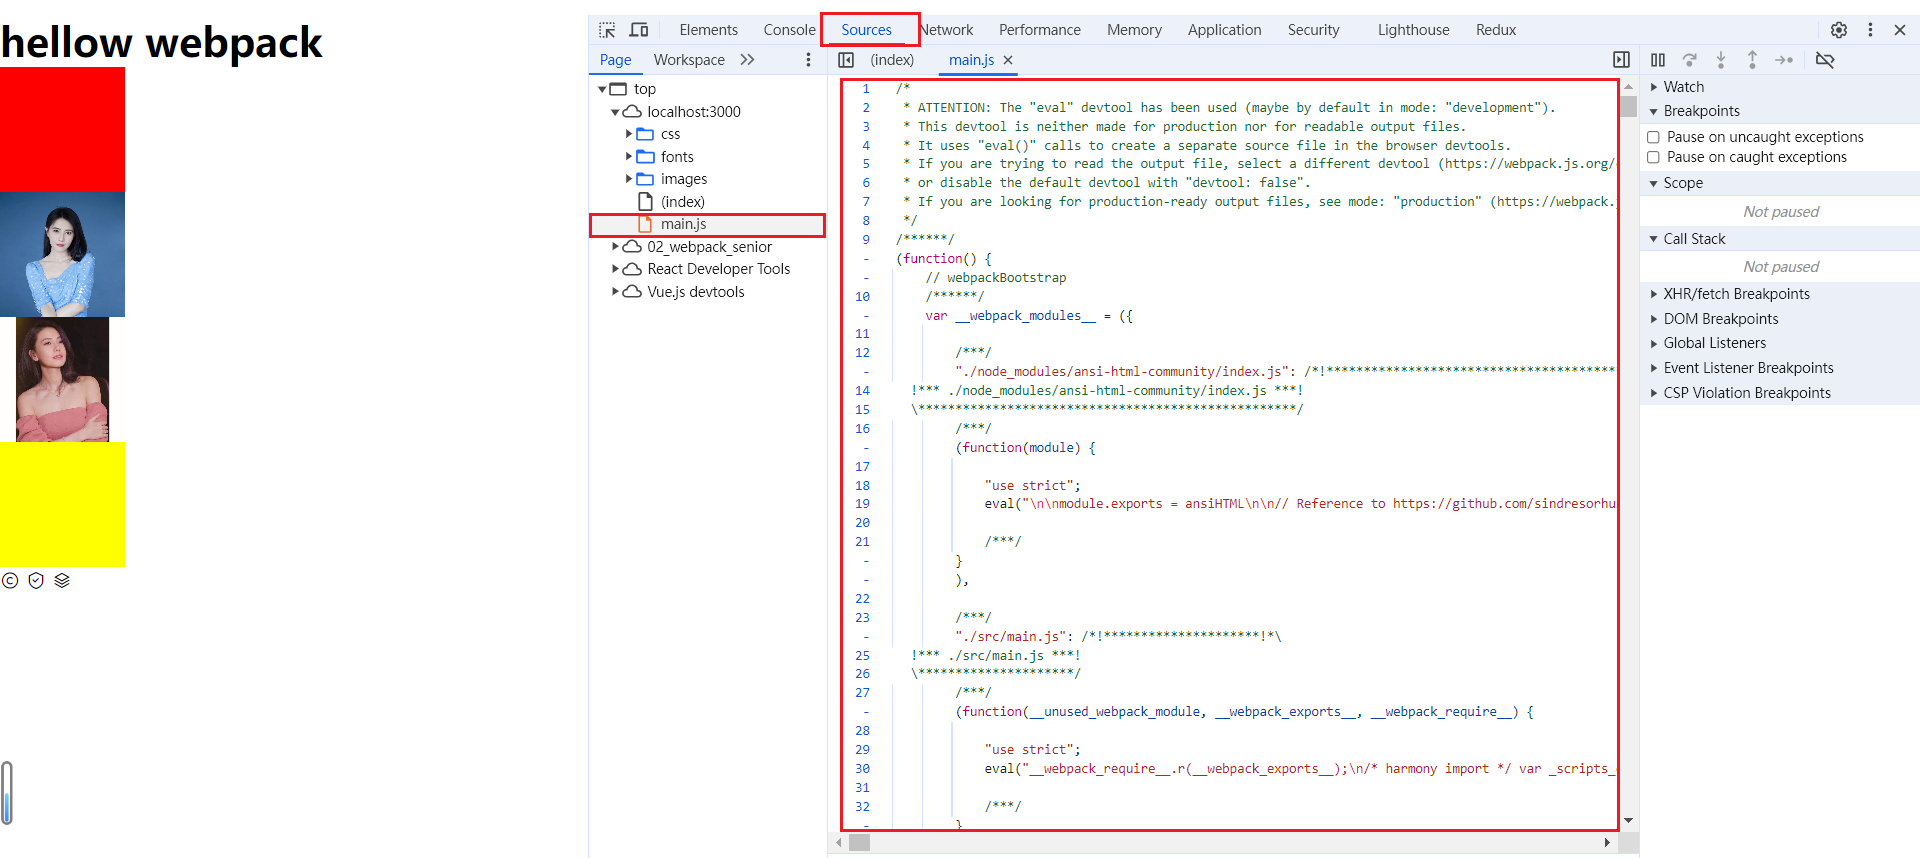 hellow webpack
Elements Console Sources Network Performance Memory Application Security Lighthouse Redux
Page Workspace (index) main.js
top
localhost:3000
css
fonts
images
(index)
main.js
02_webpack_senior
React Developer Tools
Vue.js devtools
1 /*
2 * ATTENTION: The "eval" devtool has been used (maybe by default in mode: "development").
3 * This devtool is neither made for production nor for readable output files.
4 * It uses "eval()" calls to create a separate source file in the browser devtools.
5 * If you are trying to read the output file, select a different devtool (https://webpack.js.org/
6 * or disable the default devtool with "devtool: false".
7 * If you are looking for production-ready output files, see mode: "production" (https://webpack.
8 */
9 /******/
- (function() {
- // webpackBootstrap
10 /******/
- var __webpack_modules__ = ({
11
12 /***/
- "./node_modules/ansi-html-community/index.js": /*!***************************************
14 !*** ./node_modules/ansi-html-community/index.js ***!
15 \***************************************************/
16 /***/
- (function(module) {
17
18 "use strict";
19 eval("\n\nmodule.exports = ansiHTML\n\n// Reference to https://github.com/sindresorhu
20
21 /***/
- }
- ),
22
23 /***/
- "./src/main.js": /*!*********************!*\
25 !*** ./src/main.js ***!
26 \*********************/
27 /***/
- (function(__unused_webpack_module, __webpack_exports__, __webpack_require__) {
28
29 "use strict";
30 eval("__webpack_require__.r(__webpack_exports__);\n/* harmony import */ var _scripts_
31
32 /***/
- }
Watch
Breakpoints
Pause on uncaught exceptions
Pause on caught exceptions
Scope
Not paused
Call Stack
Not paused
XHR/fetch Breakpoints
DOM Breakpoints
Global Listeners
Event Listener Breakpoints
CSP Violation Breakpoints